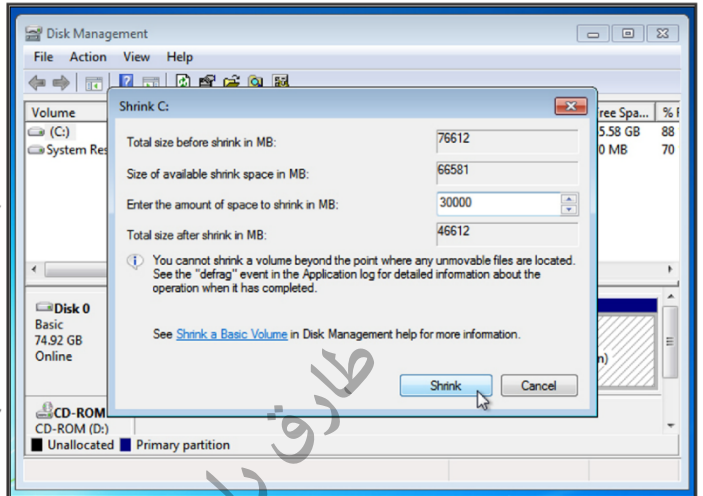 Disk Management
File Action View Help
Volume
ree Spa... % F
(C:)
5.58 GB 88
System Res
0 MB 70
Shrink C:
Total size before shrink in MB: 76612
Size of available shrink space in MB: 66581
Enter the amount of space to shrink in MB: 30000
Total size after shrink in MB: 46612
You cannot shrink a volume beyond the point where any unmovable files are located.
See the "defrag" event in the Application log for detailed information about the
operation when it has completed.
See Shrink a Basic Volume in Disk Management help for more information.
Shrink Cancel
Disk 0
Basic
74.92 GB
Online
n)
CD-ROM
CD-ROM (D:)
Unallocated Primary partition
طارق